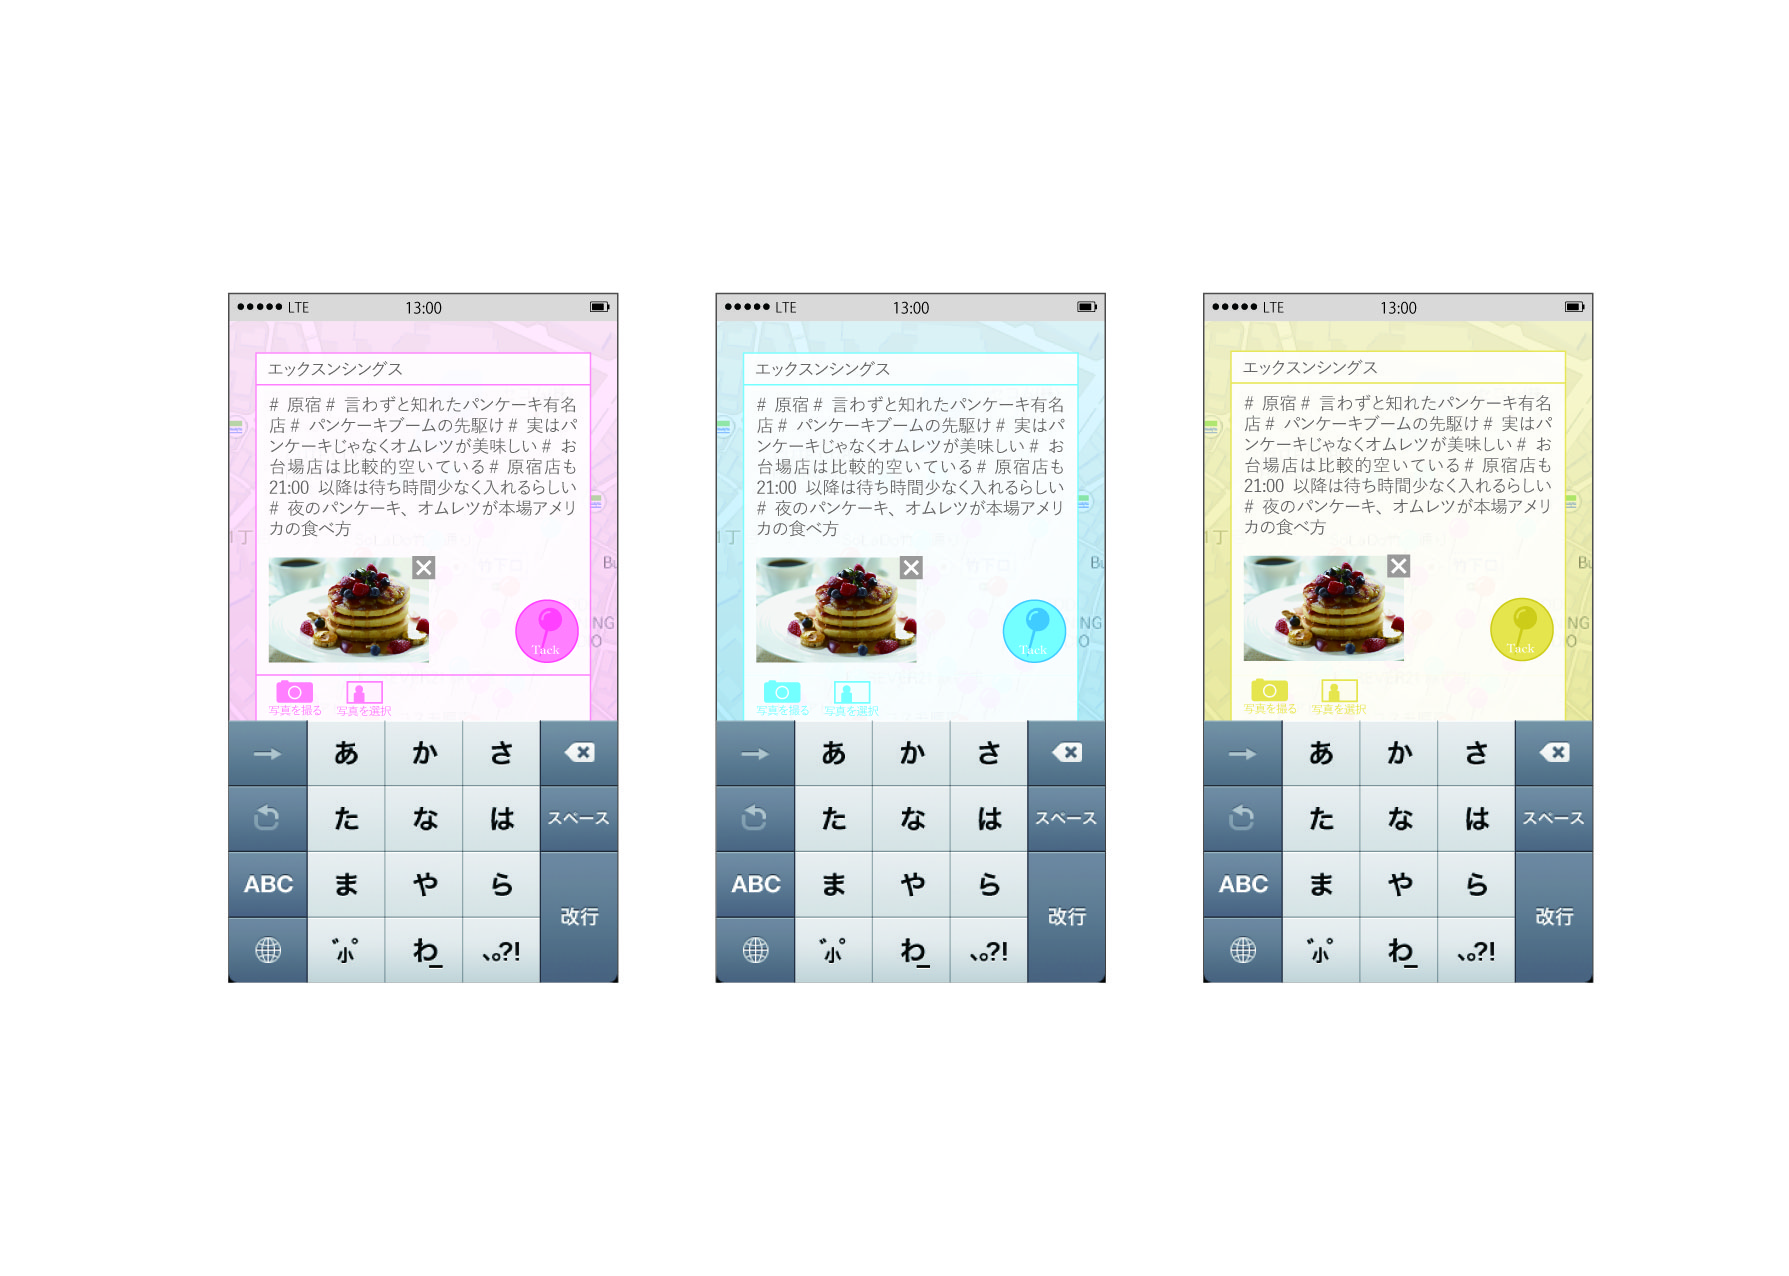 LTE 13:00
エックスンシングス
# 原宿 # 言わずと知れたパンケーキ有名
店 # パンケーキブームの先駆け # 実はパ
ンケーキじゃなくオムレツが美味しい # お
台場店は比較的空いている # 原宿店も
21:00 以降は待ち時間少なく入れるらしい
# 夜のパンケーキ、オムレツが本場アメリ
カの食べ方
1丁
竹下口
Bu
NG
O
Tack
写真を撮る 写真を選択
→ あ か さ
た な は スペース
ABC ま や ら
改行
゛゜小 わ_ 、。?!
LTE 13:00
エックスンシングス
# 原宿 # 言わずと知れたパンケーキ有名
店 # パンケーキブームの先駆け # 実はパ
ンケーキじゃなくオムレツが美味しい # お
台場店は比較的空いている # 原宿店も
21:00 以降は待ち時間少なく入れるらしい
# 夜のパンケーキ、オムレツが本場アメリ
カの食べ方
1丁
竹下口
Bu
NG
O
Tack
写真を撮る 写真を選択
→ あ か さ
た な は スペース
ABC ま や ら
改行
゛゜小 わ_ 、。?!
LTE 13:00
エックスンシングス
# 原宿 # 言わずと知れたパンケーキ有名
店 # パンケーキブームの先駆け # 実はパ
ンケーキじゃなくオムレツが美味しい # お
台場店は比較的空いている # 原宿店も
21:00 以降は待ち時間少なく入れるらしい
# 夜のパンケーキ、オムレツが本場アメリ
カの食べ方
1丁
竹下口
Bu
NG
O
Tack
写真を撮る 写真を選択
→ あ か さ
た な は スペース
ABC ま や ら
改行
゛゜小 わ_ 、。?!